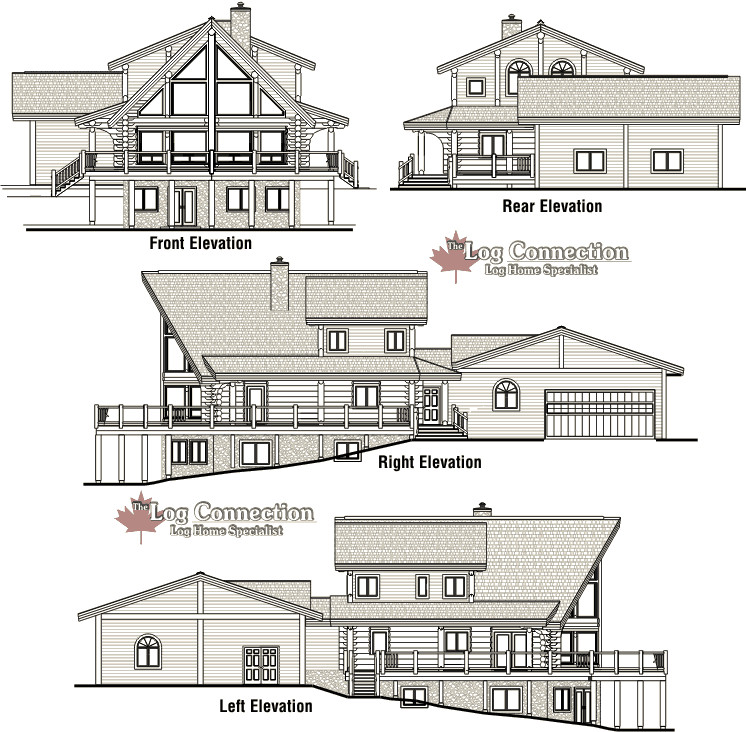 Front Elevation
Rear Elevation
The Log Connection
Log Home Specialist
Right Elevation
The Log Connection
Log Home Specialist
Left Elevation